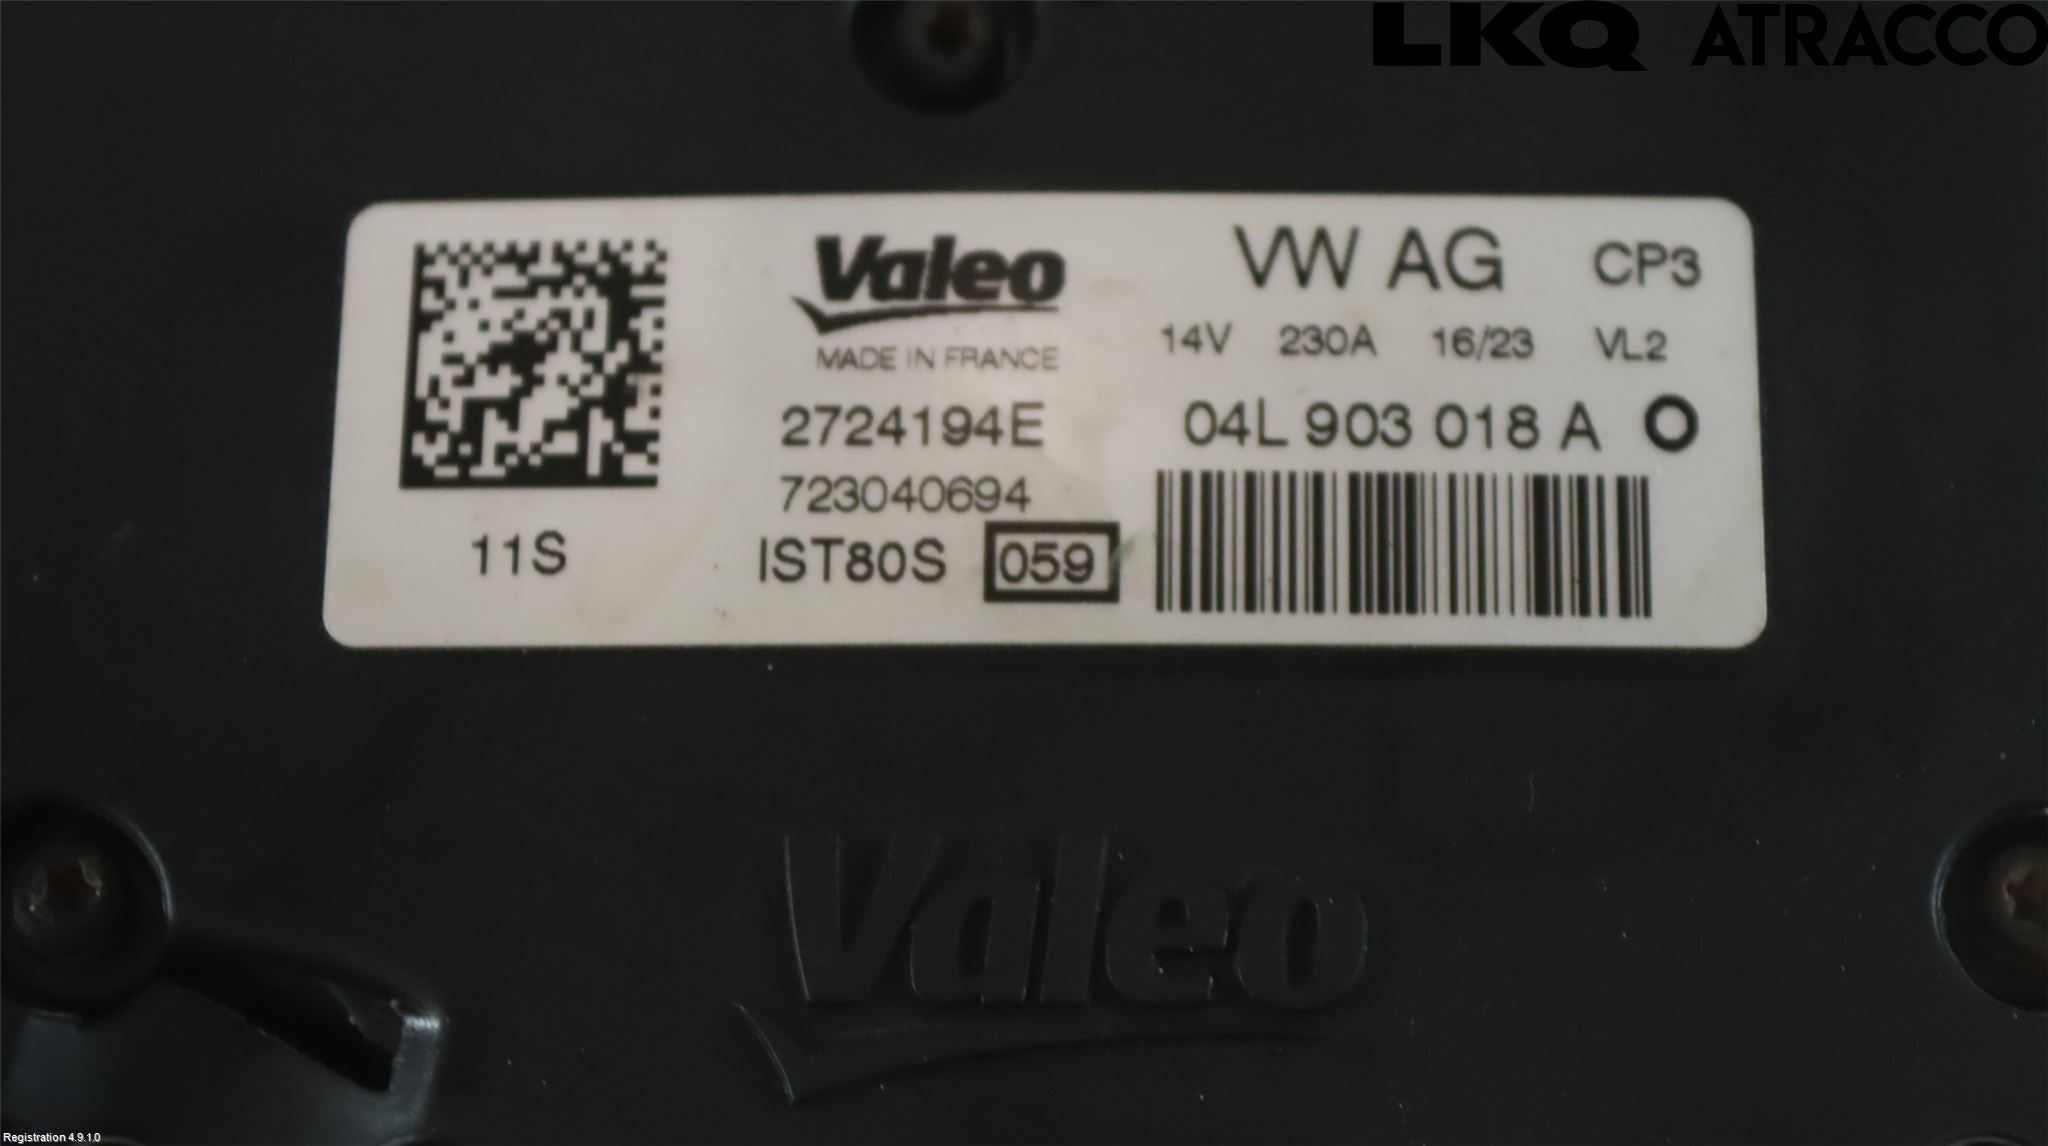 LKQ ATRACCO
Valeo
MADE IN FRANCE
2724194E
723040694
IST80S 059
11S
VW AG CP3
14V 230A 16/23 VL2
04L 903 018 A O
Valeo
Registration 4.9.1.0